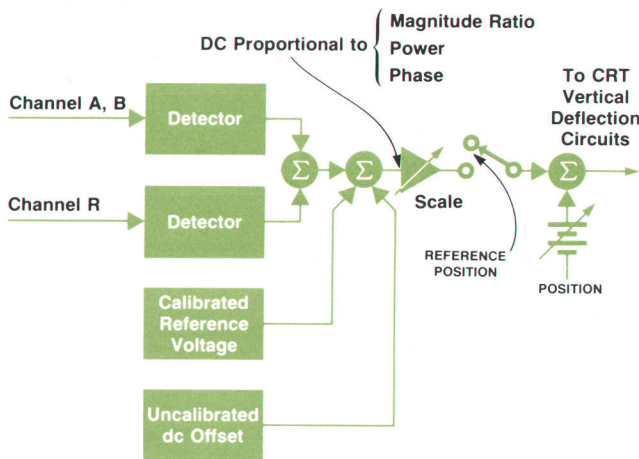 DC Proportional to
Magnitude Ratio
Power
Phase
To CRT
Vertical
Deflection
Circuits
Channel A, B
Detector
Σ
Σ
Scale
Σ
Channel R
Detector
REFERENCE
POSITION
POSITION
Calibrated
Reference
Voltage
Uncalibrated
dc Offset